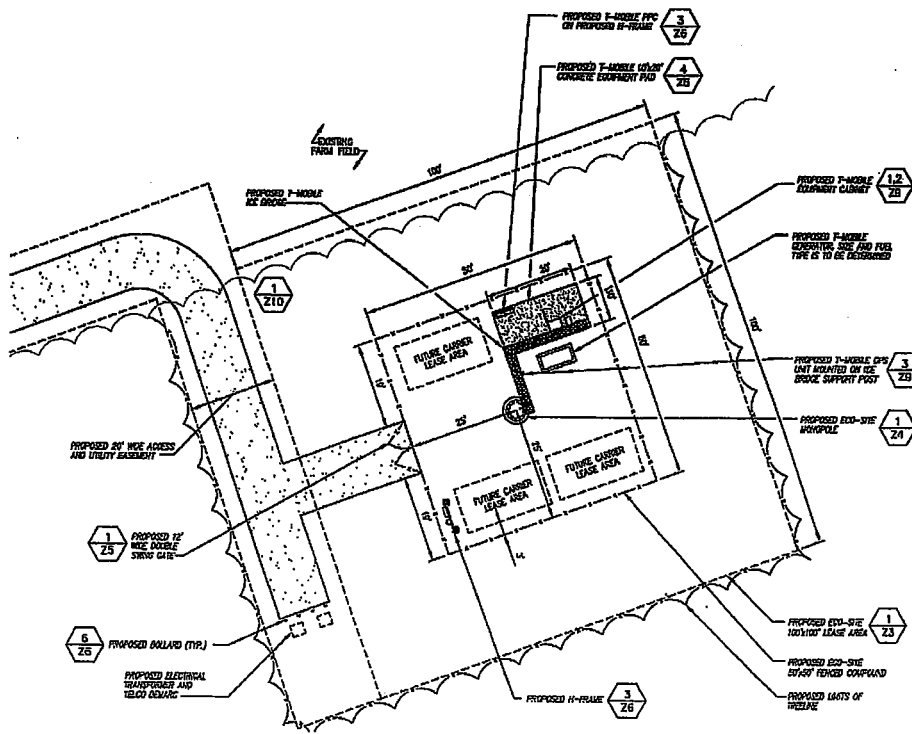 PROPOSED T-MOBILE PPC
ON PROPOSED H-FRAME
3
Z6
PROPOSED T-MOBILE 10'X20'
CONCRETE EQUIPMENT PAD
4
Z6
EXISTING
FARM FIELD
100'
PROPOSED T-MOBILE
ICE BRIDGE
PROPOSED T-MOBILE
EQUIPMENT CABINET
1,2
Z8
PROPOSED T-MOBILE
GENERATOR, SIZE AND FUEL
TYPE IS TO BE DETERMINED
1
Z10
50'
20'
10'
50'
100'
FUTURE CARRIER
LEASE AREA
PROPOSED T-MOBILE GPS
UNIT MOUNTED ON ICE
BRIDGE SUPPORT POST
3
25'
PROPOSED ECO-SITE
MONOPOLE
1
Z4
PROPOSED 20' WIDE ACCESS
AND UTILITY EASEMENT
25'
FUTURE CARRIER
LEASE AREA
FUTURE CARRIER
LEASE AREA
1
Z5
PROPOSED 12'
WIDE DOUBLE
SWING GATE
PROPOSED ECO-SITE
100'x100' LEASE AREA
1
Z3
6
Z6
PROPOSED BOLLARD (TYP.)
PROPOSED ECO-SITE
50'x50' FENCED COMPOUND
PROPOSED ELECTRICAL
TRANSFORMER AND
TELCO DEMARC
PROPOSED H-FRAME
3
Z6
PROPOSED LIMITS OF
TREELINE